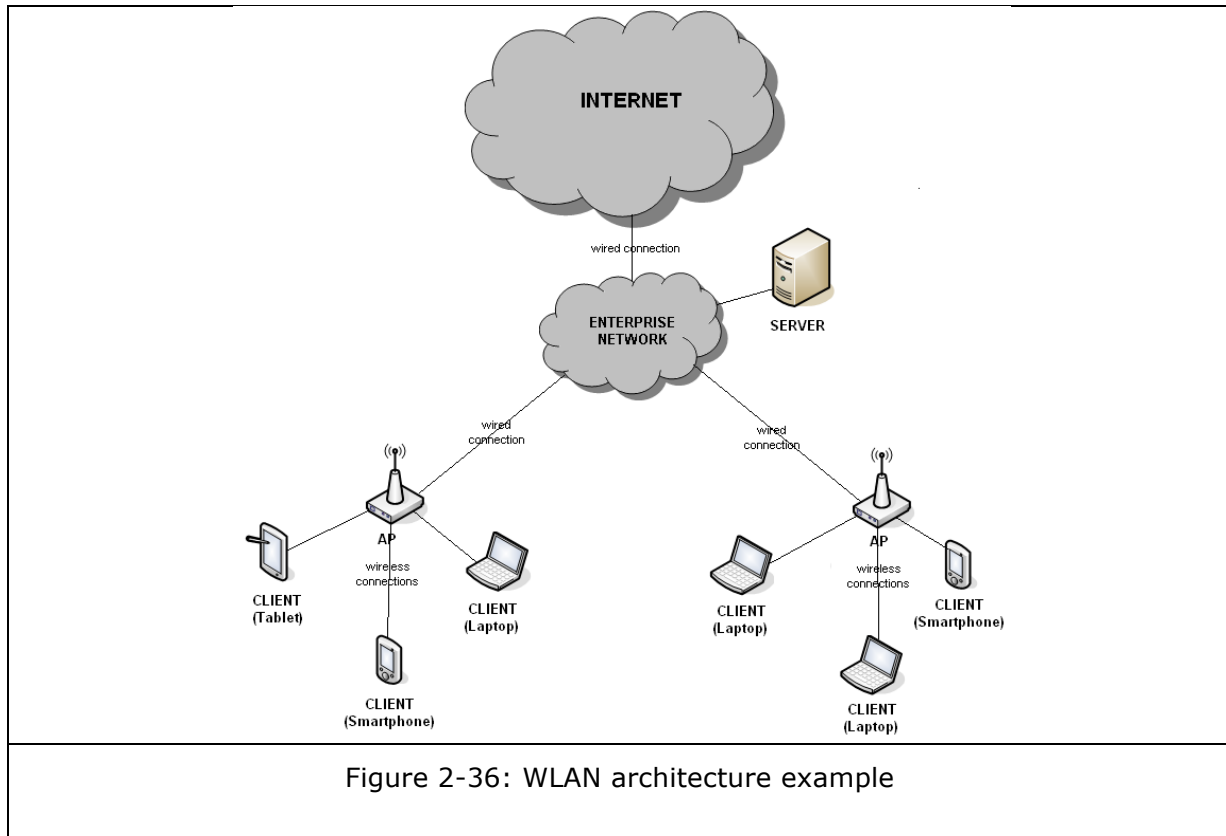 INTERNET
wired connection
SERVER
ENTERPRISE
NETWORK
wired
connection
wired
connection
AP
AP
wireless
connections
wireless
connections
CLIENT
(Tablet)
CLIENT
(Laptop)
CLIENT
(Laptop)
CLIENT
(Smartphone)
CLIENT
(Smartphone)
CLIENT
(Laptop)
Figure 2-36: WLAN architecture example